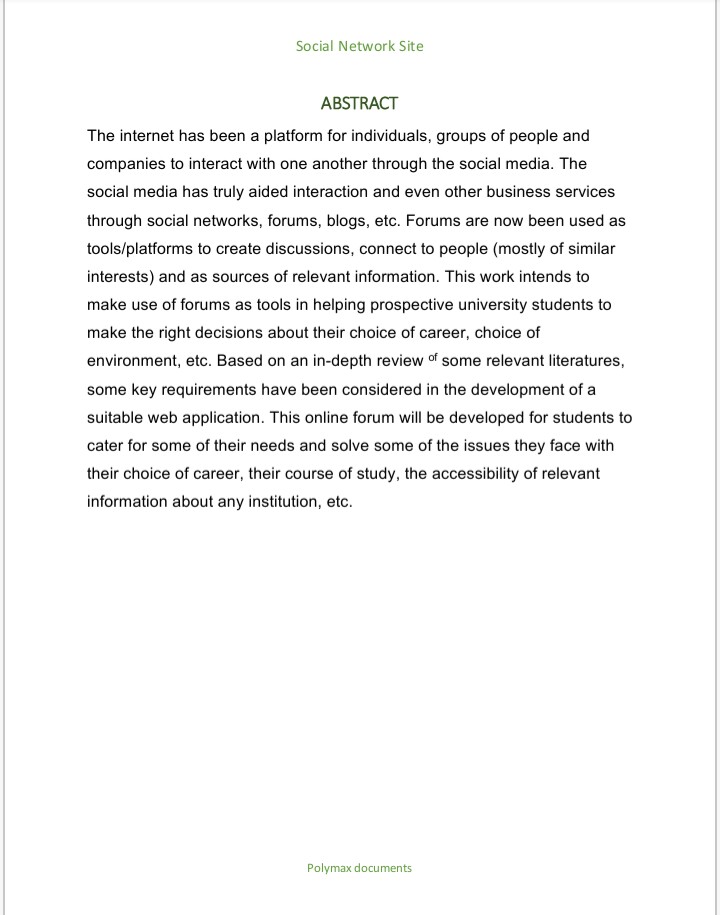 Social Network Site
ABSTRACT
The internet has been a platform for individuals, groups of people and
companies to interact with one another through the social media. The
social media has truly aided interaction and even other business services
through social networks, forums, blogs, etc. Forums are now been used as
tools/platforms to create discussions, connect to people (mostly of similar
interests) and as sources of relevant information. This work intends to
make use of forums as tools in helping prospective university students to
make the right decisions about their choice of career, choice of
environment, etc. Based on an in-depth review of some relevant literatures,
some key requirements have been considered in the development of a
suitable web application. This online forum will be developed for students to
cater for some of their needs and solve some of the issues they face with
their choice of career, their course of study, the accessibility of relevant
information about any institution, etc.
Polymax documents